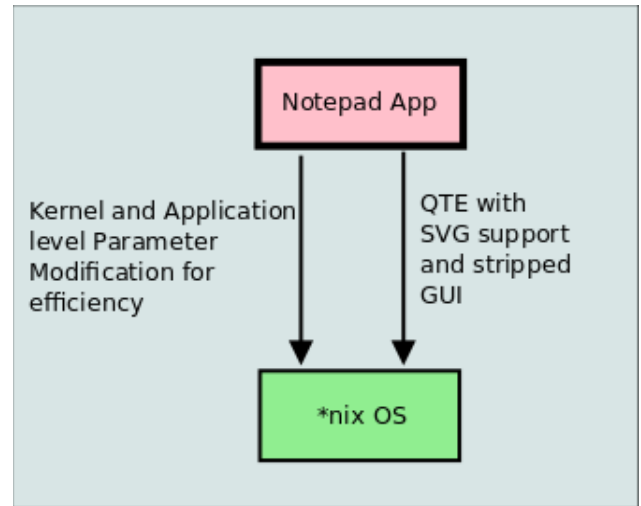 Notepad App
Kernel and Application
level Parameter
Modification for
efficiency
QTE with
SVG support
and stripped
GUI
*nix OS